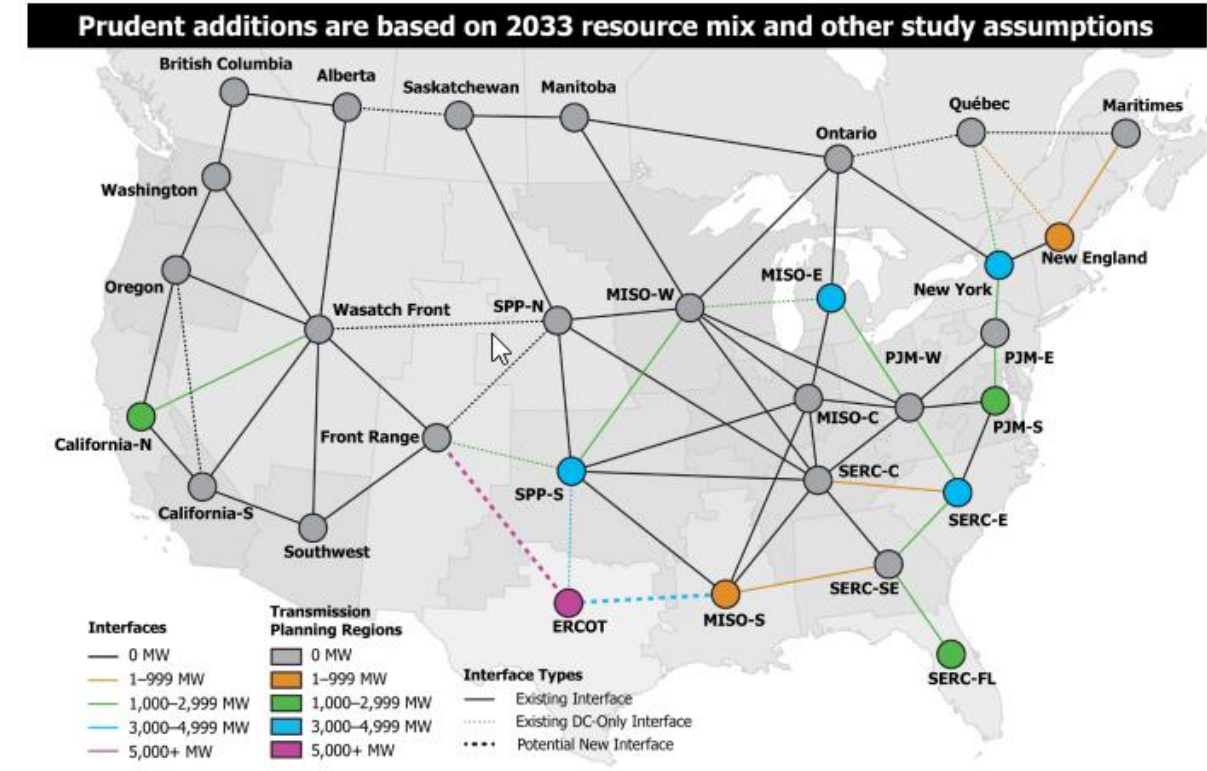 Prudent additions are based on 2033 resource mix and other study assumptions
British Columbia
Alberta
Saskatchewan
Manitoba
Québec
Maritimes
Ontario
Washington
New England
MISO-E
Oregon
New York
Wasatch Front
SPP-N
MISO-W
PJM-W
PJM-E
MISO-C
PJM-S
California-N
Front Range
SERC-C
SPP-S
California-S
SERC-E
Southwest
SERC-SE
ERCOT
MISO-S
SERC-FL
Interfaces
0 MW
1–999 MW
1,000–2,999 MW
3,000–4,999 MW
5,000+ MW
Transmission
Planning Regions
0 MW
1–999 MW
1,000–2,999 MW
3,000–4,999 MW
5,000+ MW
Interface Types
Existing Interface
Existing DC-Only Interface
Potential New Interface